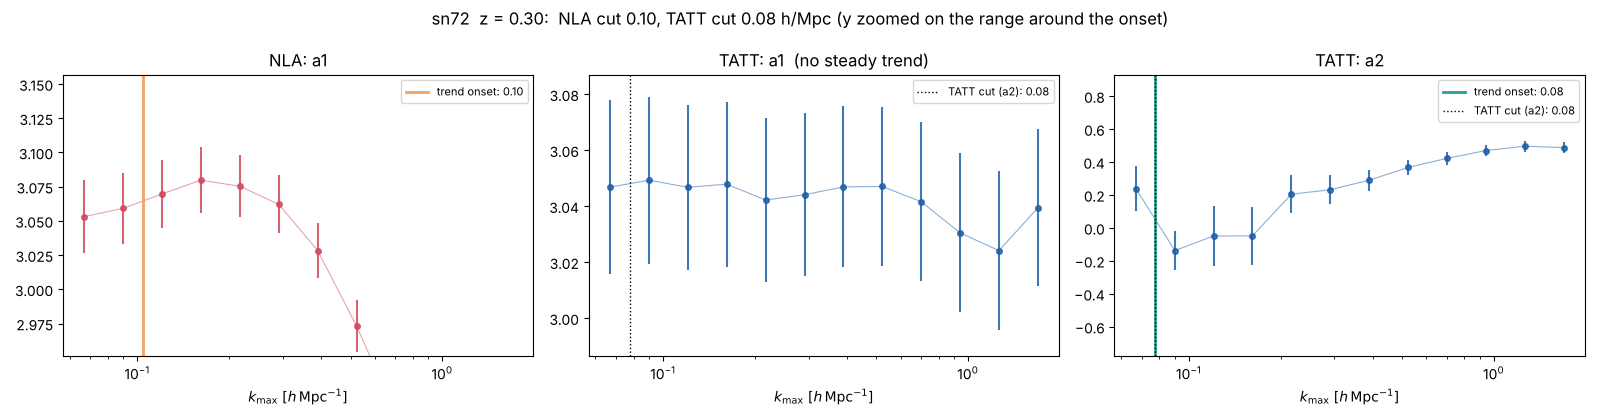 sn72 z = 0.30: NLA cut 0.10, TATT cut 0.08 h/Mpc (y zoomed on the range around the onset)
NLA: a1
trend onset: 0.10
3.150
3.125
3.100
3.075
3.050
3.025
3.000
2.975
10⁻¹
10⁰
k_max [h Mpc⁻¹]
TATT: a1 (no steady trend)
TATT cut (a2): 0.08
3.08
3.06
3.04
3.02
3.00
10⁻¹
10⁰
k_max [h Mpc⁻¹]
TATT: a2
trend onset: 0.08
TATT cut (a2): 0.08
0.8
0.6
0.4
0.2
0.0
−0.2
−0.4
−0.6
10⁻¹
10⁰
k_max [h Mpc⁻¹]